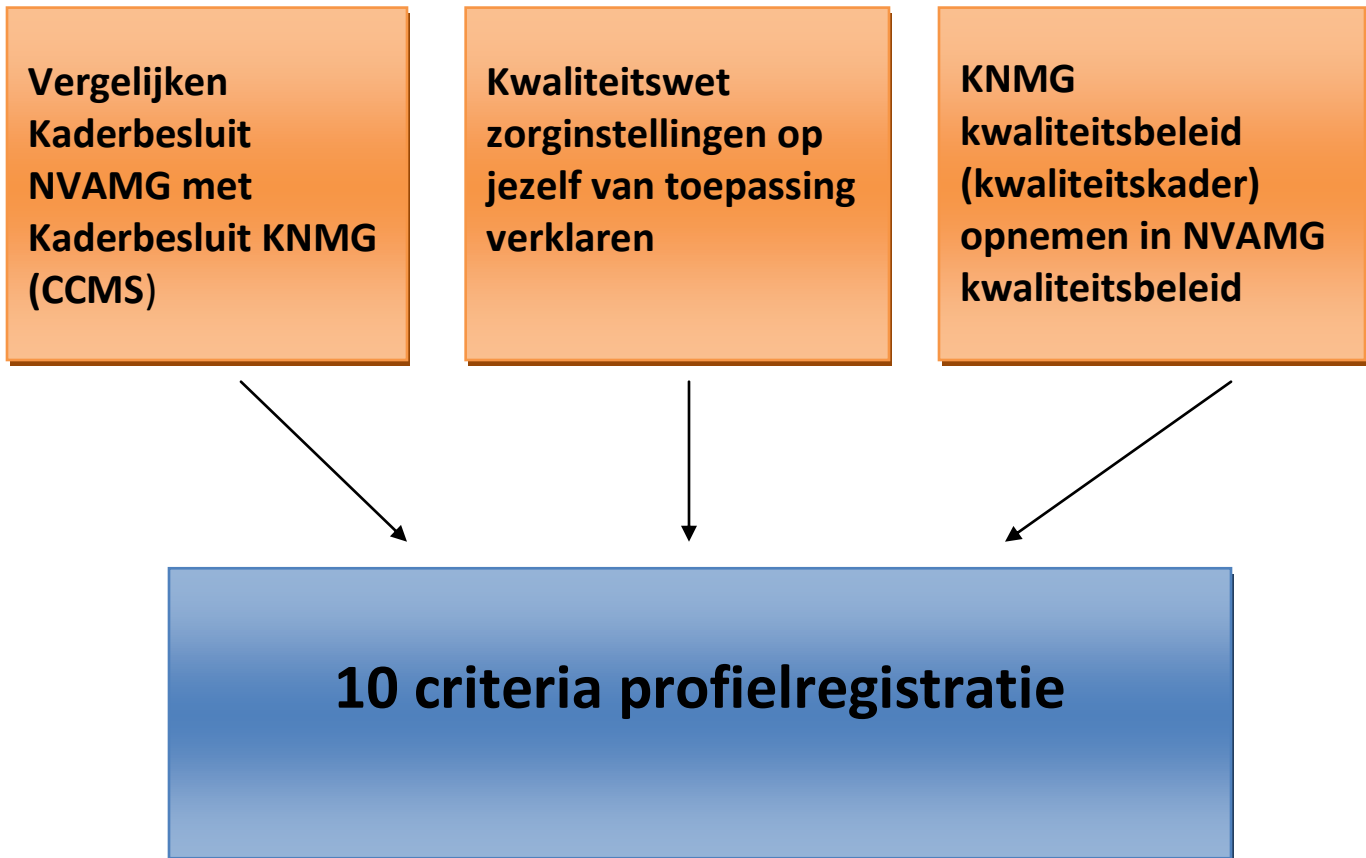 Vergelijken
Kaderbesluit
NVAMG met
Kaderbesluit KNMG
(CCMS)
Kwaliteitswet
zorginstellingen op
jezelf van toepassing
verklaren
KNMG
kwaliteitsbeleid
(kwaliteitskader)
opnemen in NVAMG
kwaliteitsbeleid
10 criteria profielregistratie